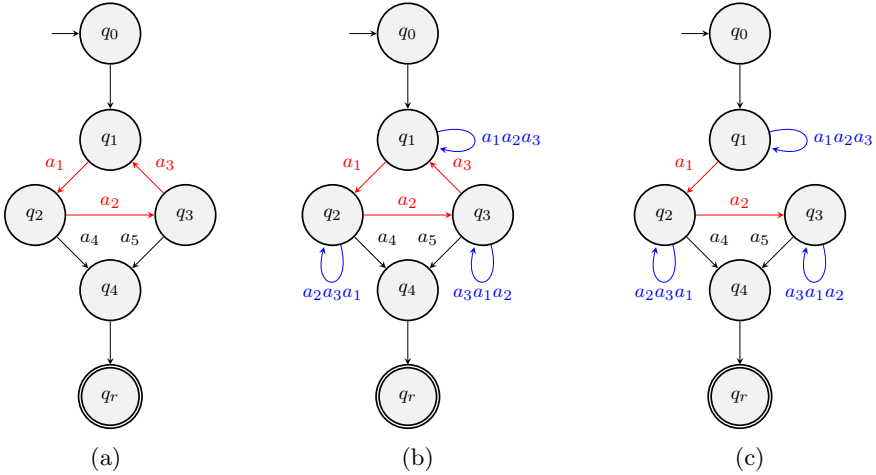 q₀ q₀ q₀
q₁ a₁a₂a₃ q₁ a₁a₂a₃ q₁
a₁ a₃ a₁ a₃ a₁
q₂ a₂ q₃ q₂ a₂ q₃ q₂ a₂ q₃
a₄ a₅ a₄ a₅ a₄ a₅
q₄ a₂a₃a₁ q₄ a₃a₁a₂ a₂a₃a₁ q₄ a₃a₁a₂
qᵣ qᵣ qᵣ
(a) (b) (c)